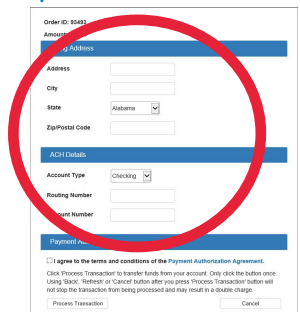 Order ID: 93493
Amount
Address
Address
City
State Alabama
Zip/Postal Code
ACH Details
Account Type Checking
Routing Number
Number
Payment
I agree to the terms and conditions of the Payment Authorization Agreement.
Click 'Process Transaction' to transfer funds from your account. Only click the button once.
Using 'Back', 'Refresh' or 'Cancel' button after you press 'Process Transaction' button will
not stop the transaction from being processed and may result in a double charge.
Process Transaction Cancel